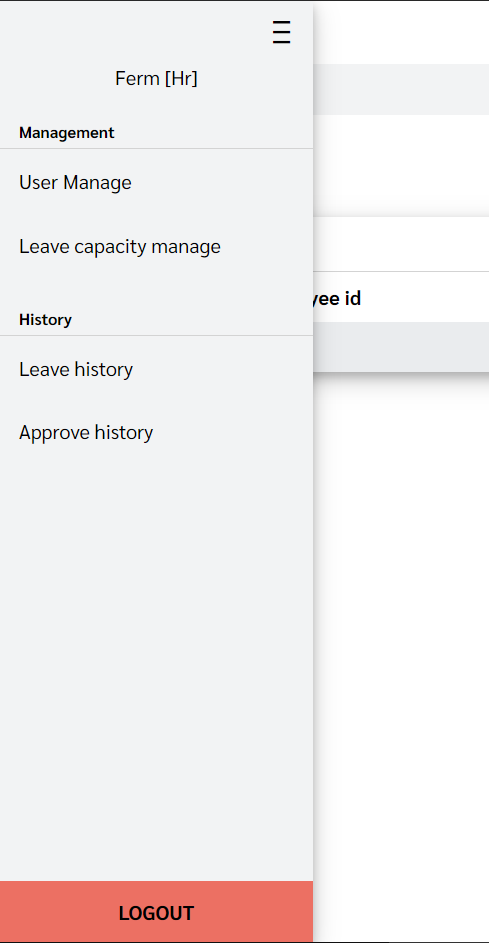 Ferm [Hr]
Management
User Manage
Leave capacity manage
yee id
History
Leave history
Approve history
LOGOUT